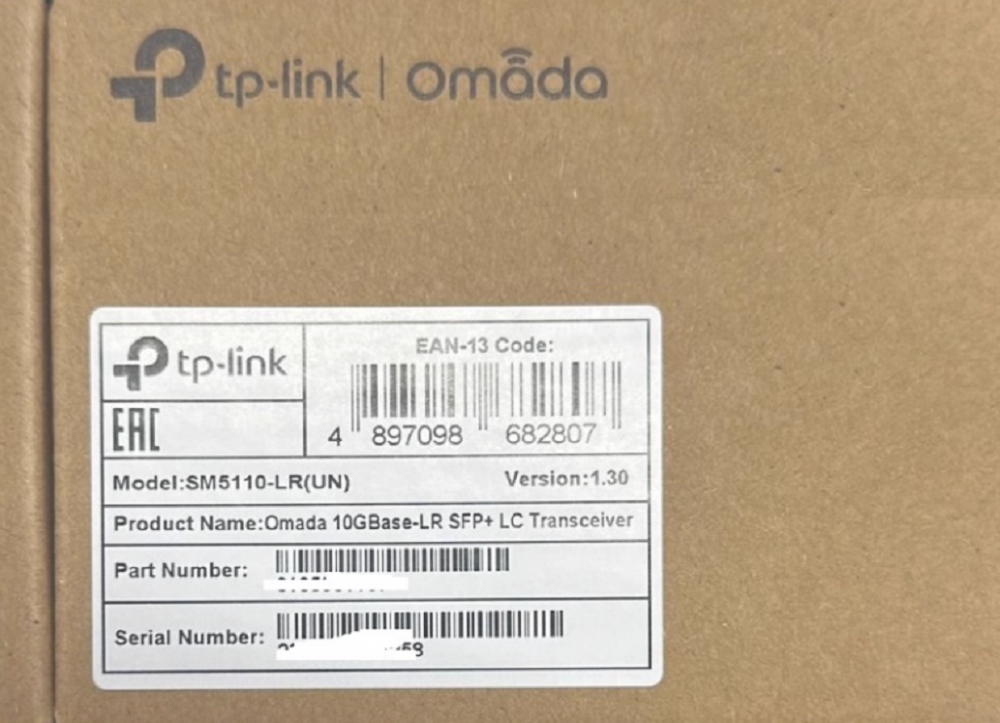 tp-link | Omada
tp-link
EAC
EAN-13 Code:
4 897098 682807
Model:SM5110-LR(UN)
Version:1.30
Product Name:Omada 10GBase-LR SFP+ LC Transceiver
Part Number:
Serial Number: